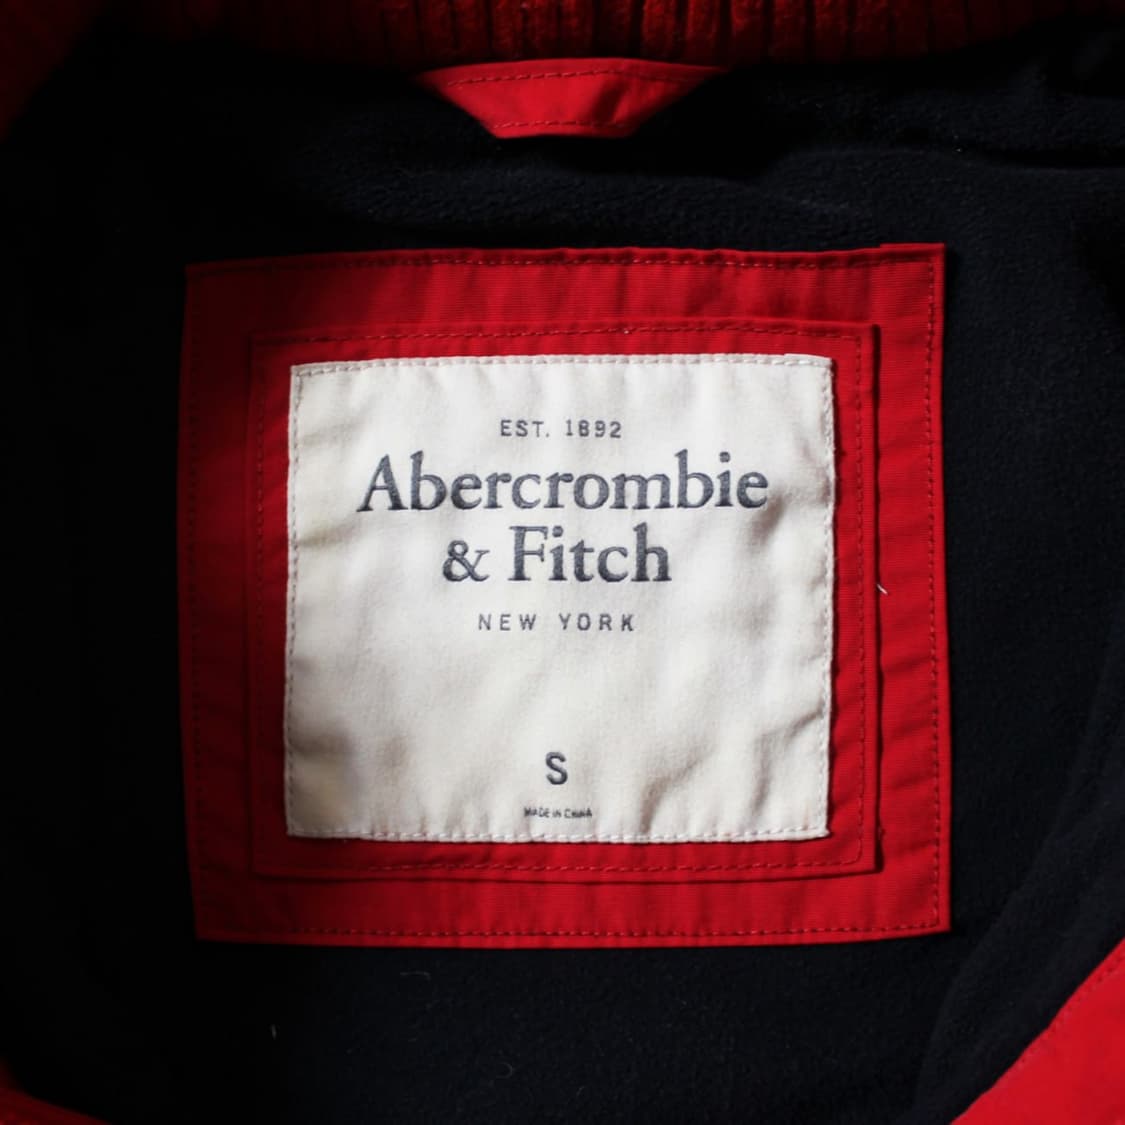 EST. 1892
Abercrombie
& Fitch
NEW YORK
S
MADE IN CHINA